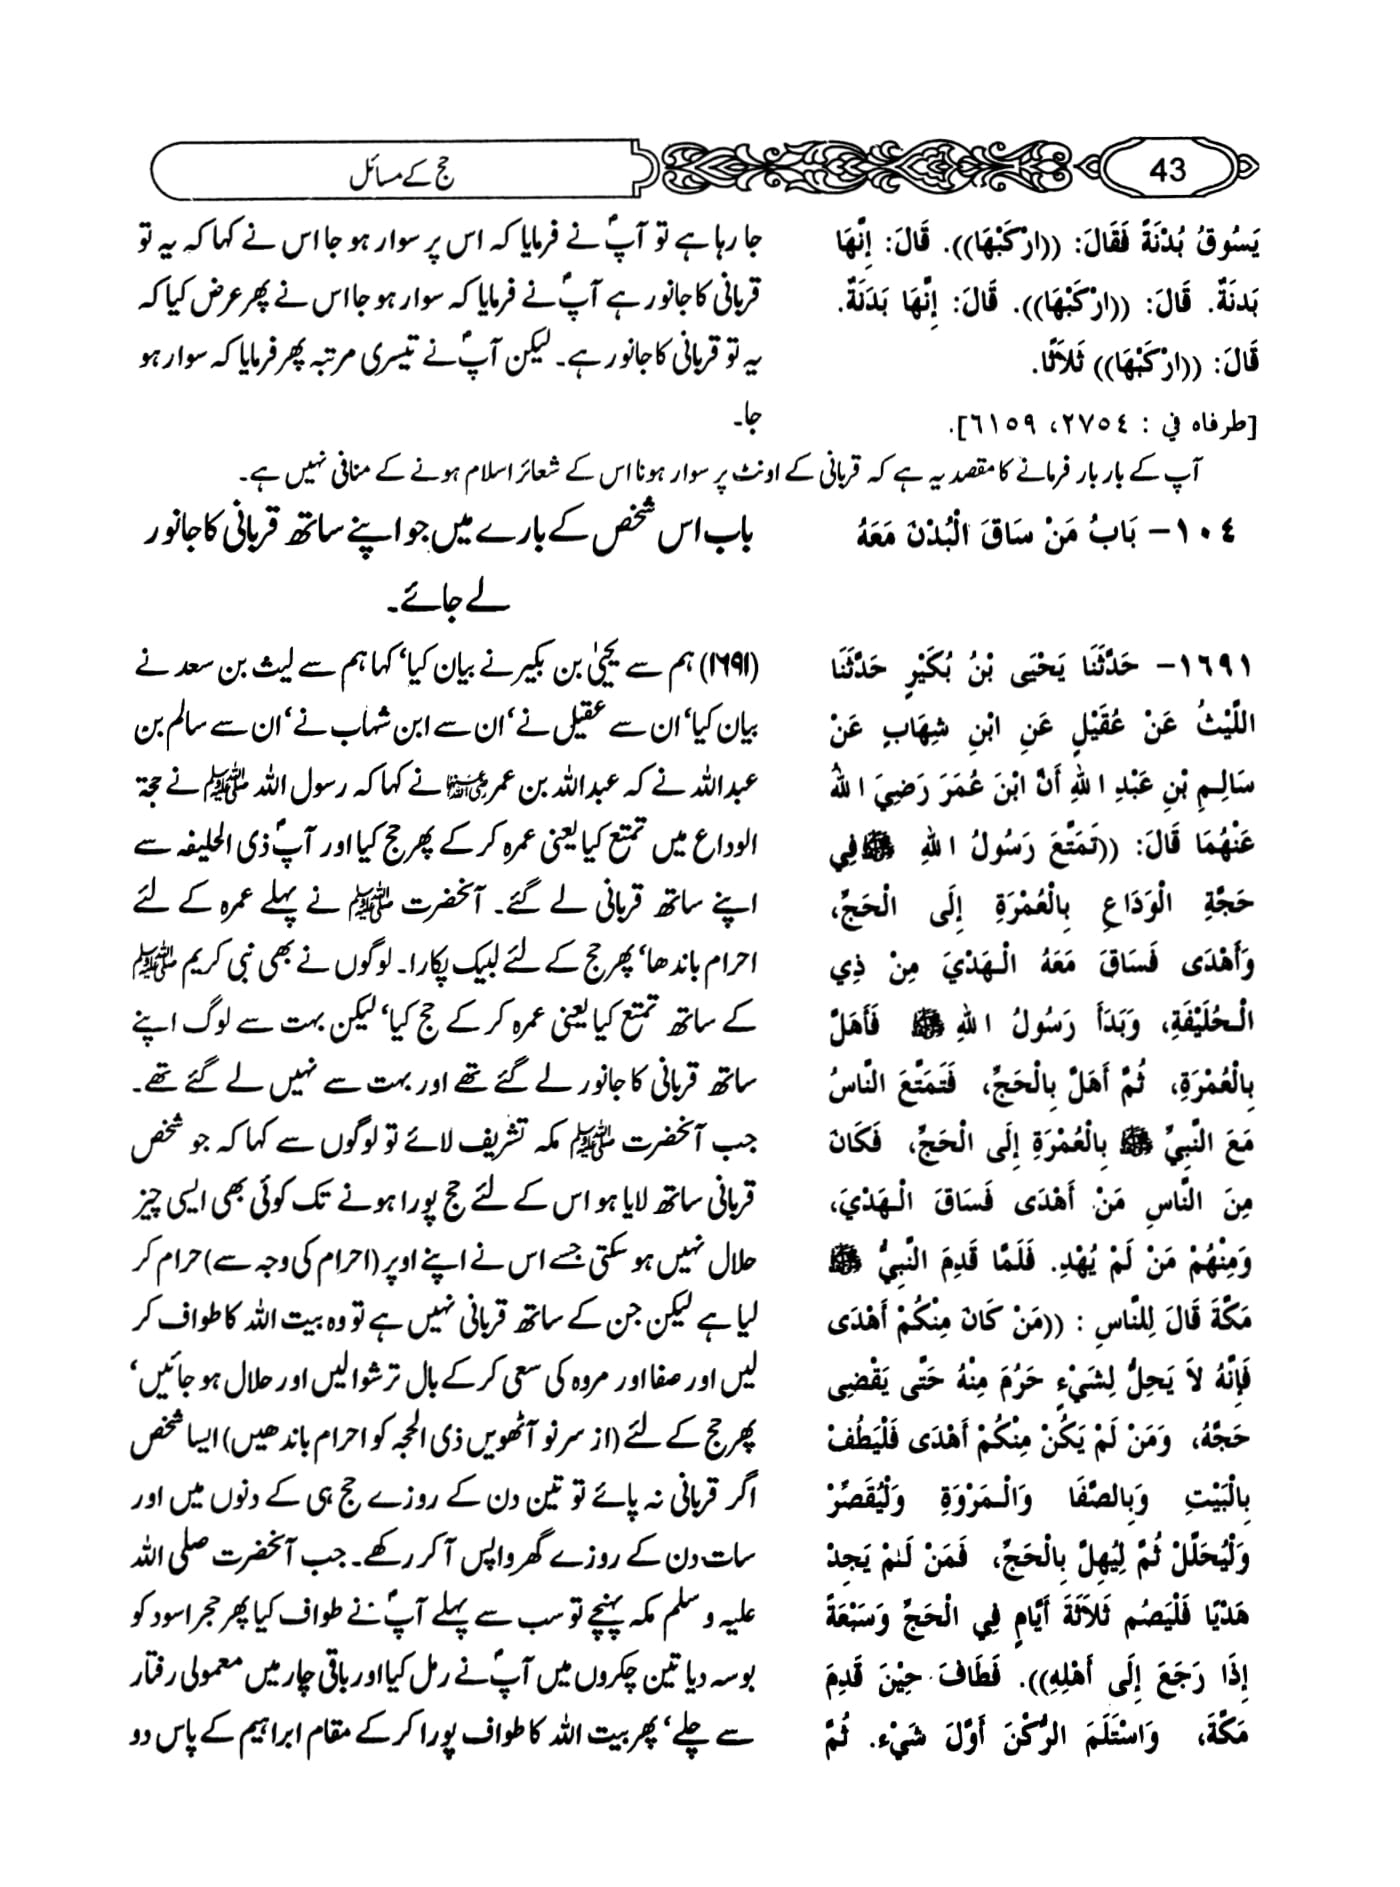 43
حج کے مسائل
يَسُوقُ بُدْنَةً فَقَالَ: ((ارْكَبْهَا)). قَالَ: إِنَّهَا
بَدَنَةٌ. قَالَ: ((ارْكَبْهَا)). قَالَ: إِنَّهَا بَدَنَةٌ.
قَالَ: ((ارْكَبْهَا)) ثَلاَثًا.
[طرفاه في : ٢٧٥٤، ٦١٥٩].
جا رہا ہے تو آپؐ نے فرمایا کہ اس پر سوار ہو جا اس نے کہا کہ یہ تو
قربانی کا جانور ہے آپؐ نے فرمایا کہ سوار ہو جا اس نے پھر عرض کیا کہ
یہ تو قربانی کا جانور ہے۔ لیکن آپؐ نے تیسری مرتبہ پھر فرمایا کہ سوار ہو
جا۔
آپ کے بار بار فرمانے کا مقصد یہ ہے کہ قربانی کے اونٹ پر سوار ہونا اس کے شعائر اسلام ہونے کے منافی نہیں ہے۔
١٠٤- بَابُ مَنْ سَاقَ الْبُدْنَ مَعَهُ
باب اس شخص کے بارے میں جو اپنے ساتھ قربانی کا جانور
لے جائے۔
١٦٩١- حَدَّثَنَا يَحْيَى بْنُ بُكَيْرٍ حَدَّثَنَا
اللَّيْثُ عَنْ عُقَيْلٍ عَنِ ابْنِ شِهَابٍ عَنْ
سَالِمِ بْنِ عَبْدِ اللهِ أَنَّ ابْنَ عُمَرَ رَضِيَ اللهُ
عَنْهُمَا قَالَ: ((تَمَتَّعَ رَسُولُ اللهِ ﷺ فِي
حَجَّةِ الْوَدَاعِ بِالْعُمْرَةِ إِلَى الْحَجِّ،
وَأَهْدَى فَسَاقَ مَعَهُ الْهَدْيَ مِنْ ذِي
الْحُلَيْفَةِ، وَبَدَأَ رَسُولُ اللهِ ﷺ فَأَهَلَّ
بِالْعُمْرَةِ، ثُمَّ أَهَلَّ بِالْحَجِّ، فَتَمَتَّعَ النَّاسُ
مَعَ النَّبِيِّ ﷺ بِالْعُمْرَةِ إِلَى الْحَجِّ، فَكَانَ
مِنَ النَّاسِ مَنْ أَهْدَى فَسَاقَ الْهَدْيَ،
وَمِنْهُمْ مَنْ لَمْ يُهْدِ. فَلَمَّا قَدِمَ النَّبِيُّ ﷺ
مَكَّةَ قَالَ لِلنَّاسِ : ((مَنْ كَانَ مِنْكُمْ أَهْدَى
فَإِنَّهُ لاَ يَحِلُّ لِشَيْءٍ حَرُمَ مِنْهُ حَتَّى يَقْضِيَ
حَجَّهُ، وَمَنْ لَمْ يَكُنْ مِنْكُمْ أَهْدَى فَلْيَطُفْ
بِالْبَيْتِ وَبِالصَّفَا وَالْمَرْوَةِ وَلْيُقَصِّرْ
وَلْيُحَلِّلْ ثُمَّ لِيُهِلَّ بِالْحَجِّ، فَمَنْ لَمْ يَجِدْ
هَدْيًا فَلْيَصُم ثَلاَثَةَ أَيَّامٍ فِي الْحَجِّ وَسَبْعَةً
إِذَا رَجَعَ إِلَى أَهْلِهِ)). فَطَافَ حِيْنَ قَدِمَ
مَكَّةَ، وَاسْتَلَمَ الرُّكْنَ أَوَّلَ شَيْءٍ. ثُمَّ
(۱۶۹۱) ہم سے یحییٰ بن بکیر نے بیان کیا‘ کہا ہم سے لیث بن سعد نے
بیان کیا‘ ان سے عقیل نے‘ ان سے ابن شہاب نے‘ ان سے سالم بن
عبداللہ نے کہ عبداللہ بن عمر رضی اللہ عنہما نے کہا کہ رسول اللہ ﷺ نے حجۃ
الوداع میں تمتع کیا یعنی عمرہ کر کے پھر حج کیا اور آپؐ ذی الحلیفہ سے
اپنے ساتھ قربانی لے گئے۔ آنحضرت ﷺ نے پہلے عمرہ کے لئے
احرام باندھا‘ پھر حج کے لئے لبیک پکارا۔ لوگوں نے بھی نبی کریم ﷺ
کے ساتھ تمتع کیا یعنی عمرہ کر کے حج کیا‘ لیکن بہت سے لوگ اپنے
ساتھ قربانی کا جانور لے گئے تھے اور بہت سے نہیں لے گئے تھے۔
جب آنحضرت ﷺ مکہ تشریف لائے تو لوگوں سے کہا کہ جو شخص
قربانی ساتھ لایا ہو اس کے لئے حج پورا ہونے تک کوئی بھی ایسی چیز
حلال نہیں ہو سکتی جسے اس نے اپنے اوپر (احرام کی وجہ سے) حرام کر
لیا ہے لیکن جن کے ساتھ قربانی نہیں ہے تو وہ بیت اللہ کا طواف کر
لیں اور صفا اور مروہ کی سعی کر کے بال ترشوا لیں اور حلال ہو جائیں‘
پھر حج کے لئے (از سر نو آٹھویں ذی الحجہ کو احرام باندھیں) ایسا شخص
اگر قربانی نہ پائے تو تین دن کے روزے حج ہی کے دنوں میں اور
سات دن کے روزے گھر واپس آ کر رکھے۔ جب آنحضرت صلی اللہ
علیہ و سلم مکہ پہنچے تو سب سے پہلے آپؐ نے طواف کیا پھر حجر اسود کو
بوسہ دیا تین چکروں میں آپؐ نے رمل کیا اور باقی چار میں معمولی رفتار
سے چلے‘ پھر بیت اللہ کا طواف پورا کر کے مقام ابراہیم کے پاس دو